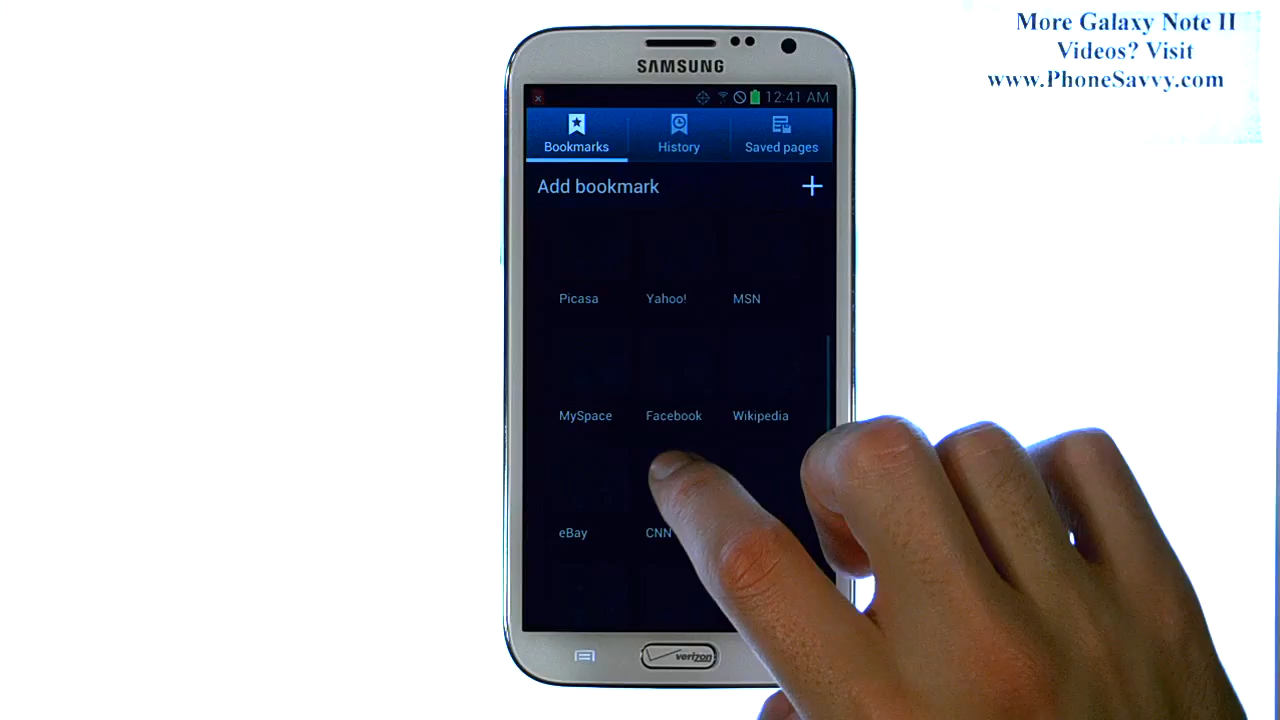 More Galaxy Note II
Videos? Visit
www.PhoneSavvy.com
SAMSUNG
12:41 AM
Bookmarks History Saved pages
Add bookmark +
Picasa Yahoo! MSN
MySpace Facebook Wikipedia
eBay CNN
verizon